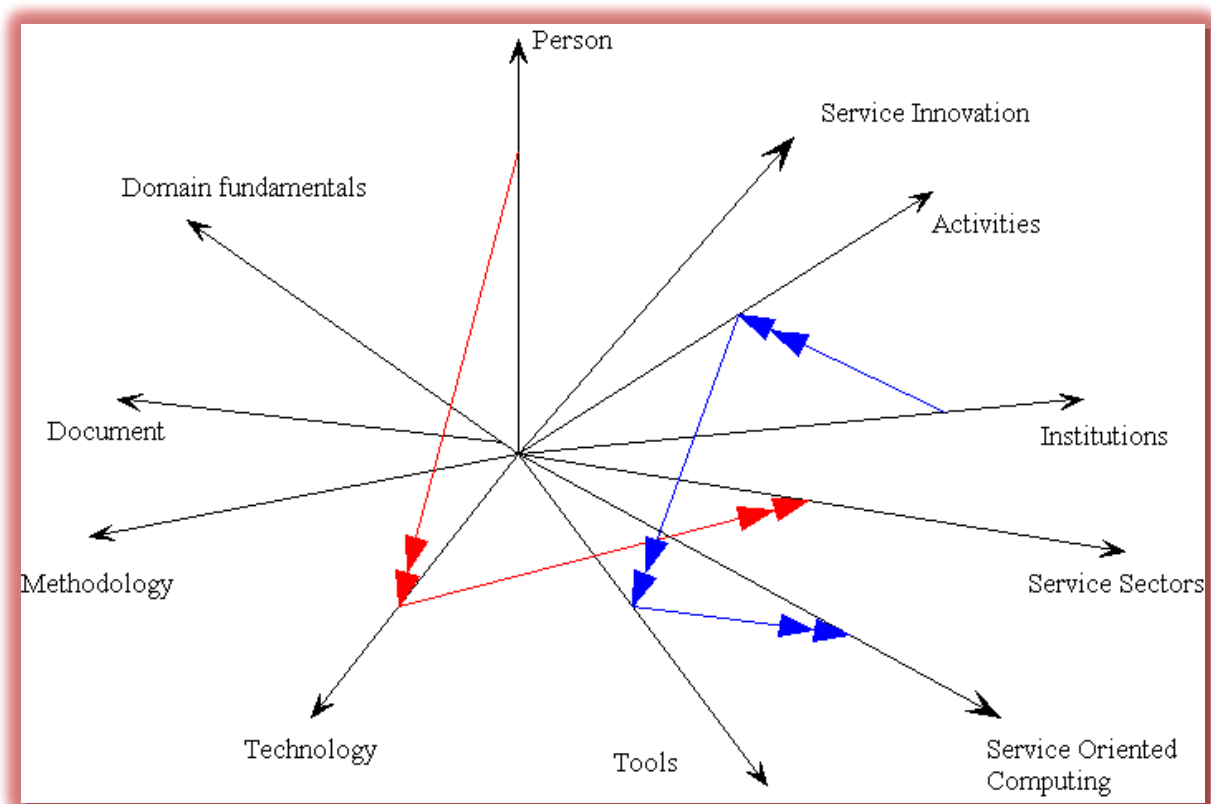 Person
Service Innovation
Domain fundamentals
Activities
Document
Institutions
Methodology
Service Sectors
Technology
Tools
Service Oriented
Computing